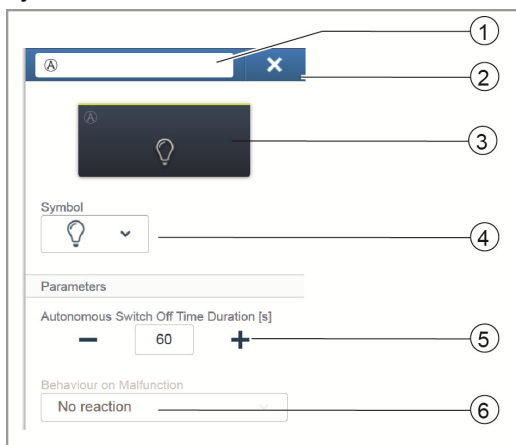 Ⓐ
①
②
Ⓐ
③
Symbol
④
Parameters
Autonomous Switch Off Time Duration [s]
60
⑤
Behaviour on Malfunction
No reaction
⑥